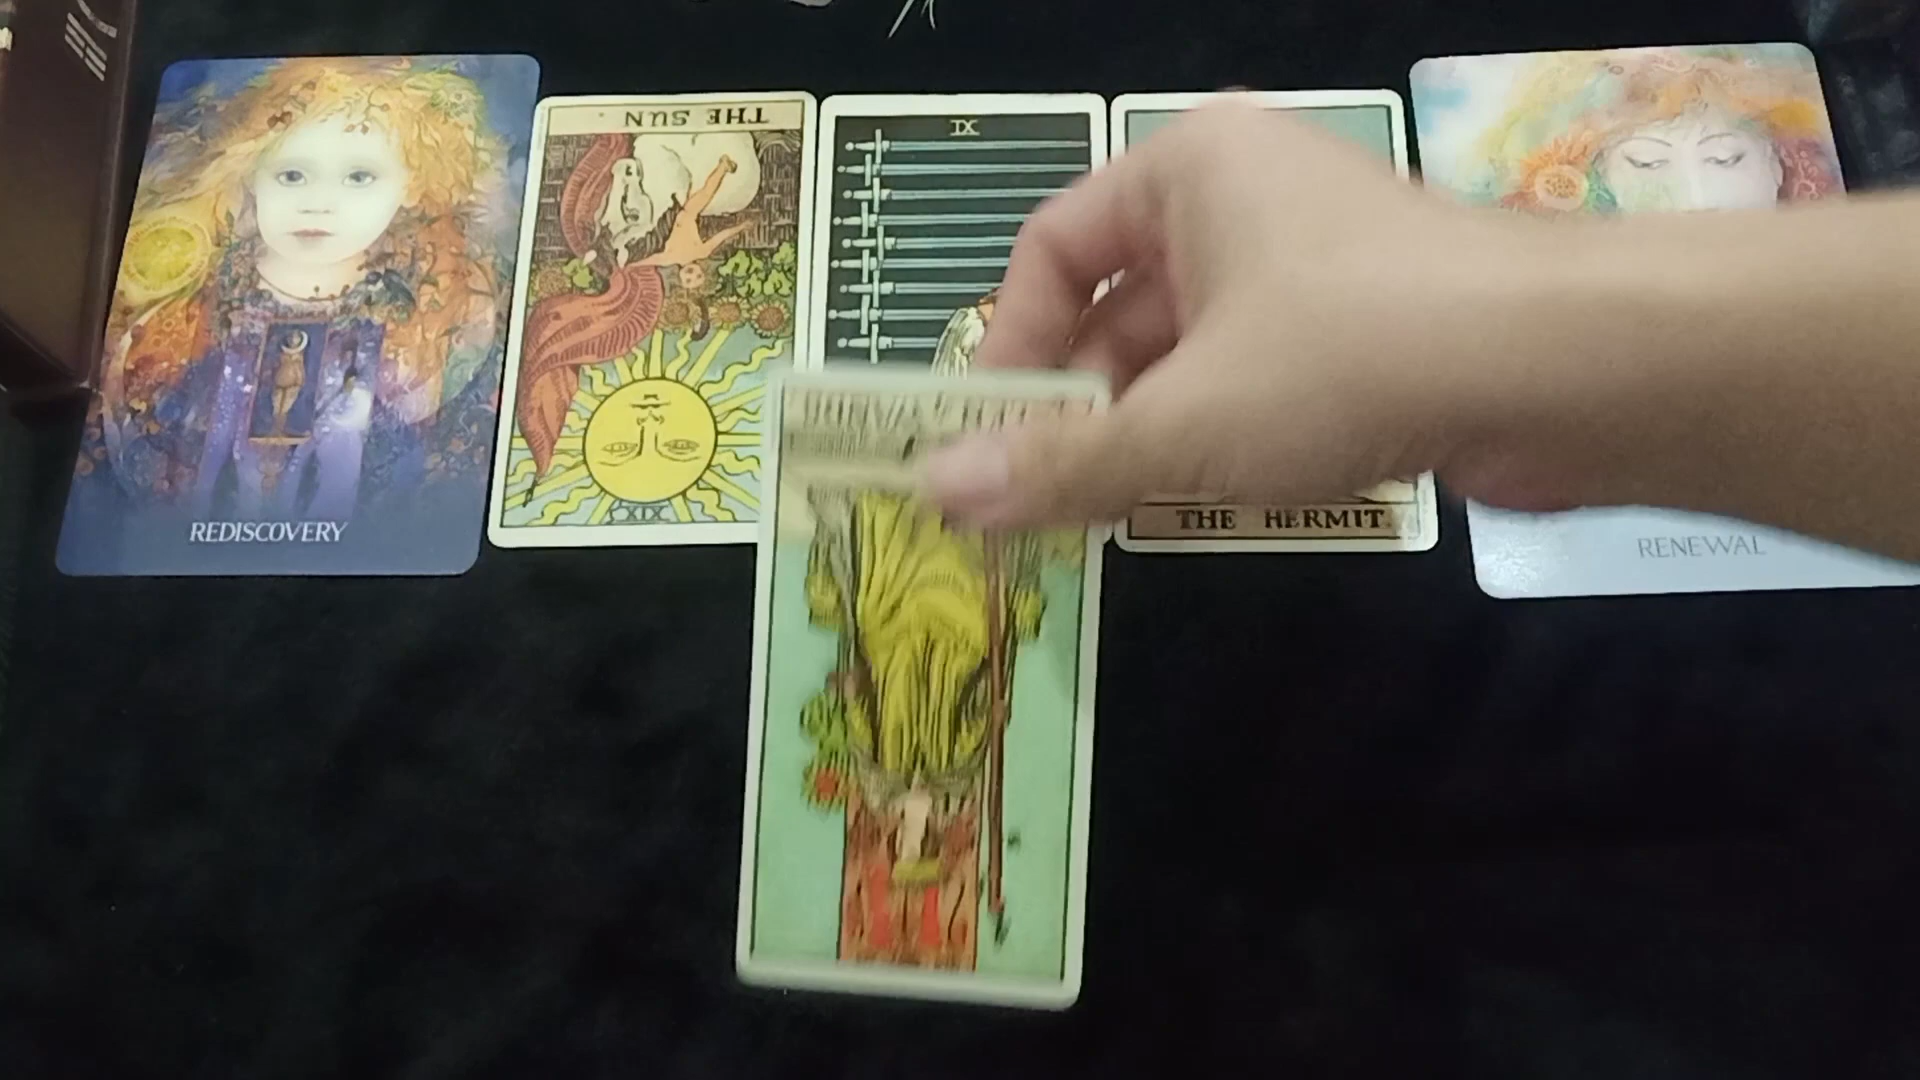 REDISCOVERY
THE SUN
XIX
IX
THE HERMIT
RENEWAL